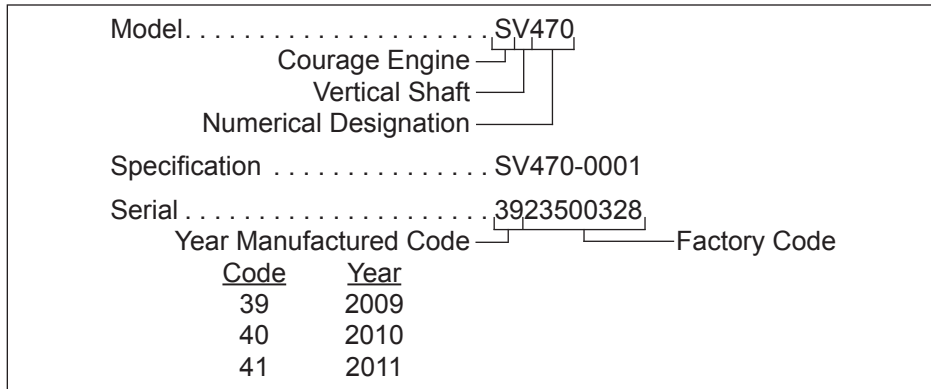 Model. . . . . . . . . . . . . . . . . . . . . SV470
Courage Engine
Vertical Shaft
Numerical Designation
Specification . . . . . . . . . . . . . . . SV470-0001
Serial . . . . . . . . . . . . . . . . . . . . . 3923500328
Year Manufactured Code Factory Code
Code Year
39 2009
40 2010
41 2011